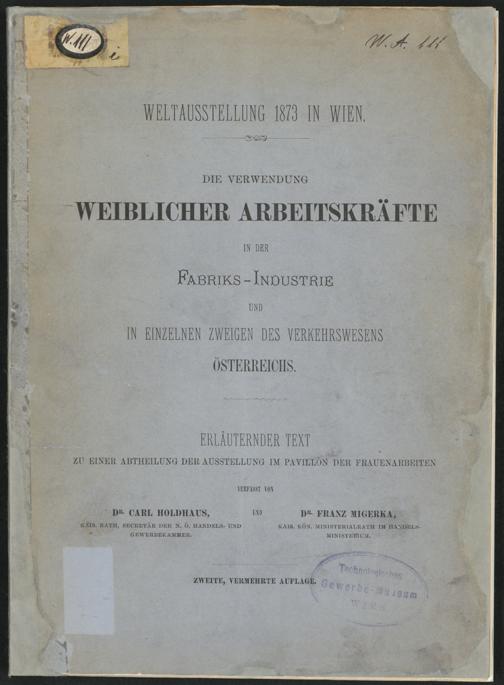 W. 111
i
W. A. 111
WELTAUSSTELLUNG 1873 IN WIEN.
DIE VERWENDUNG
WEIBLICHER ARBEITSKRÄFTE
IN DER
FABRIKS-INDUSTRIE
UND
IN EINZELNEN ZWEIGEN DES VERKEHRSWESENS
ÖSTERREICHS.
ERLÄUTERNDER TEXT
ZU EINER ABTHEILUNG DER AUSSTELLUNG IM PAVILLON DER FRAUENARBEITEN
VERFASST VON
DR. CARL HOLDHAUS, UND DR. FRANZ MIGERKA,
KAIS. RATH, SECRETÄR DER N. Ö. HANDELS- UND KAIS. KÖN. MINISTERIALRATH IM HANDELS-
GEWERBEKAMMER. MINISTERIUM.
ZWEITE, VERMEHRTE AUFLAGE.
Technologisches
Gewerbe-Museum
WIEN